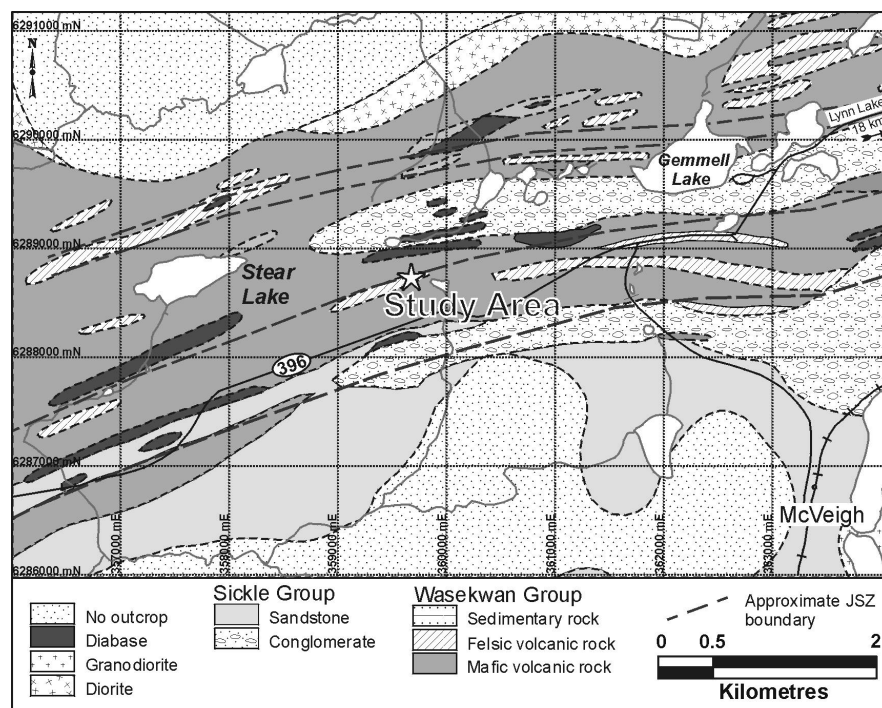 6291000 mN
N
6290000 mN
Lynn Lake
18 km
Gemmell
Lake
6289000 mN
Stear
Lake
Study Area
6288000 mN
396
6287000 mN
McVeigh
357000 mE
358000 mE
359000 mE
360000 mE
361000 mE
362000 mE
363000 mE
6286000 mN
No outcrop
Diabase
Granodiorite
Diorite
Sickle Group
Sandstone
Conglomerate
Wasekwan Group
Sedimentary rock
Felsic volcanic rock
Mafic volcanic rock
Approximate JSZ
boundary
0 0.5 2
Kilometres